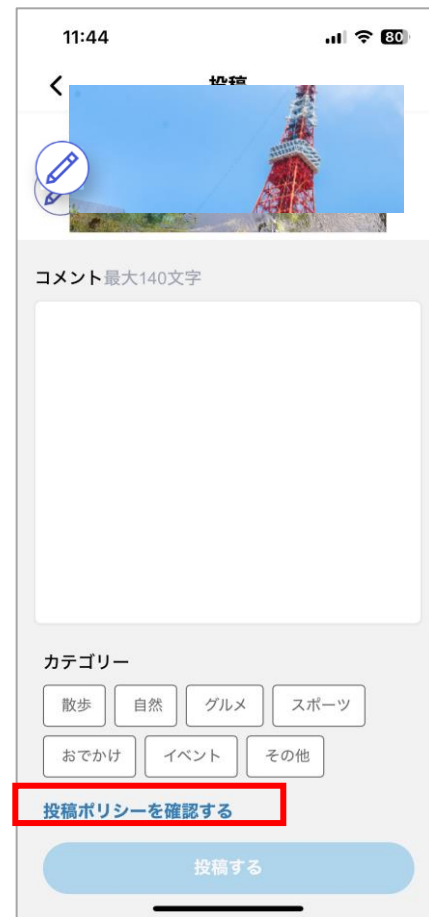 11:44
80
投稿
コメント最大140文字
カテゴリー
散歩 自然 グルメ スポーツ
おでかけ イベント その他
投稿ポリシーを確認する
投稿する